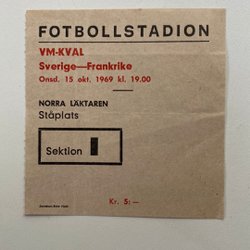 FOTBOLLSTADION
VM-KVAL
Sverige—Frankrike
Onsd. 15 okt. 1969 kl. 19.00
NORRA LÄKTAREN
Ståplats
Sektion I
Kr. 5:—